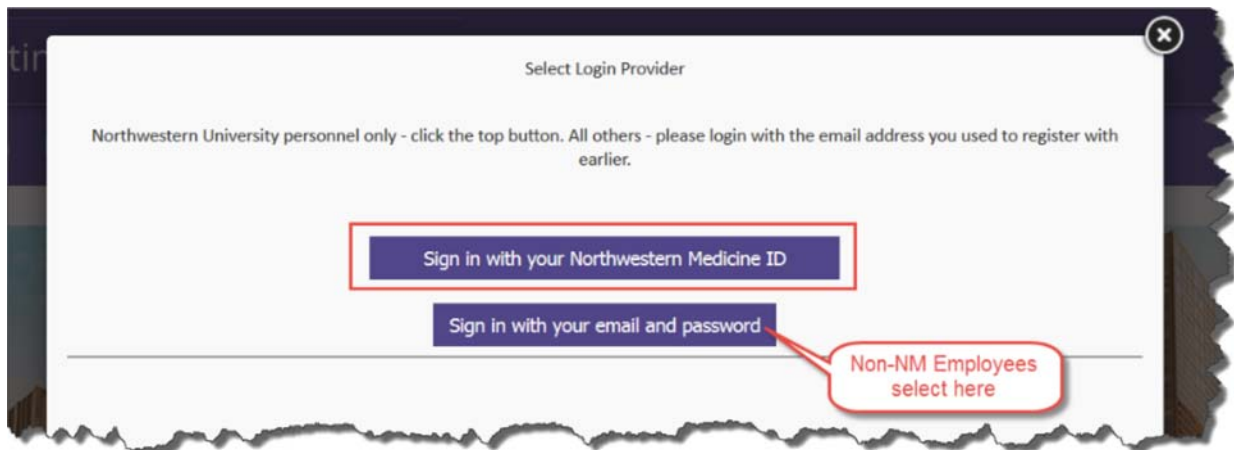 tin
Select Login Provider
Northwestern University personnel only - click the top button. All others - please login with the email address you used to register with
earlier.
Sign in with your Northwestern Medicine ID
Sign in with your email and password
Non-NM Employees
select here